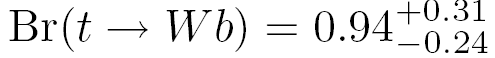 Br(t → Wb) = 0.94^{+0.31}_{-0.24}